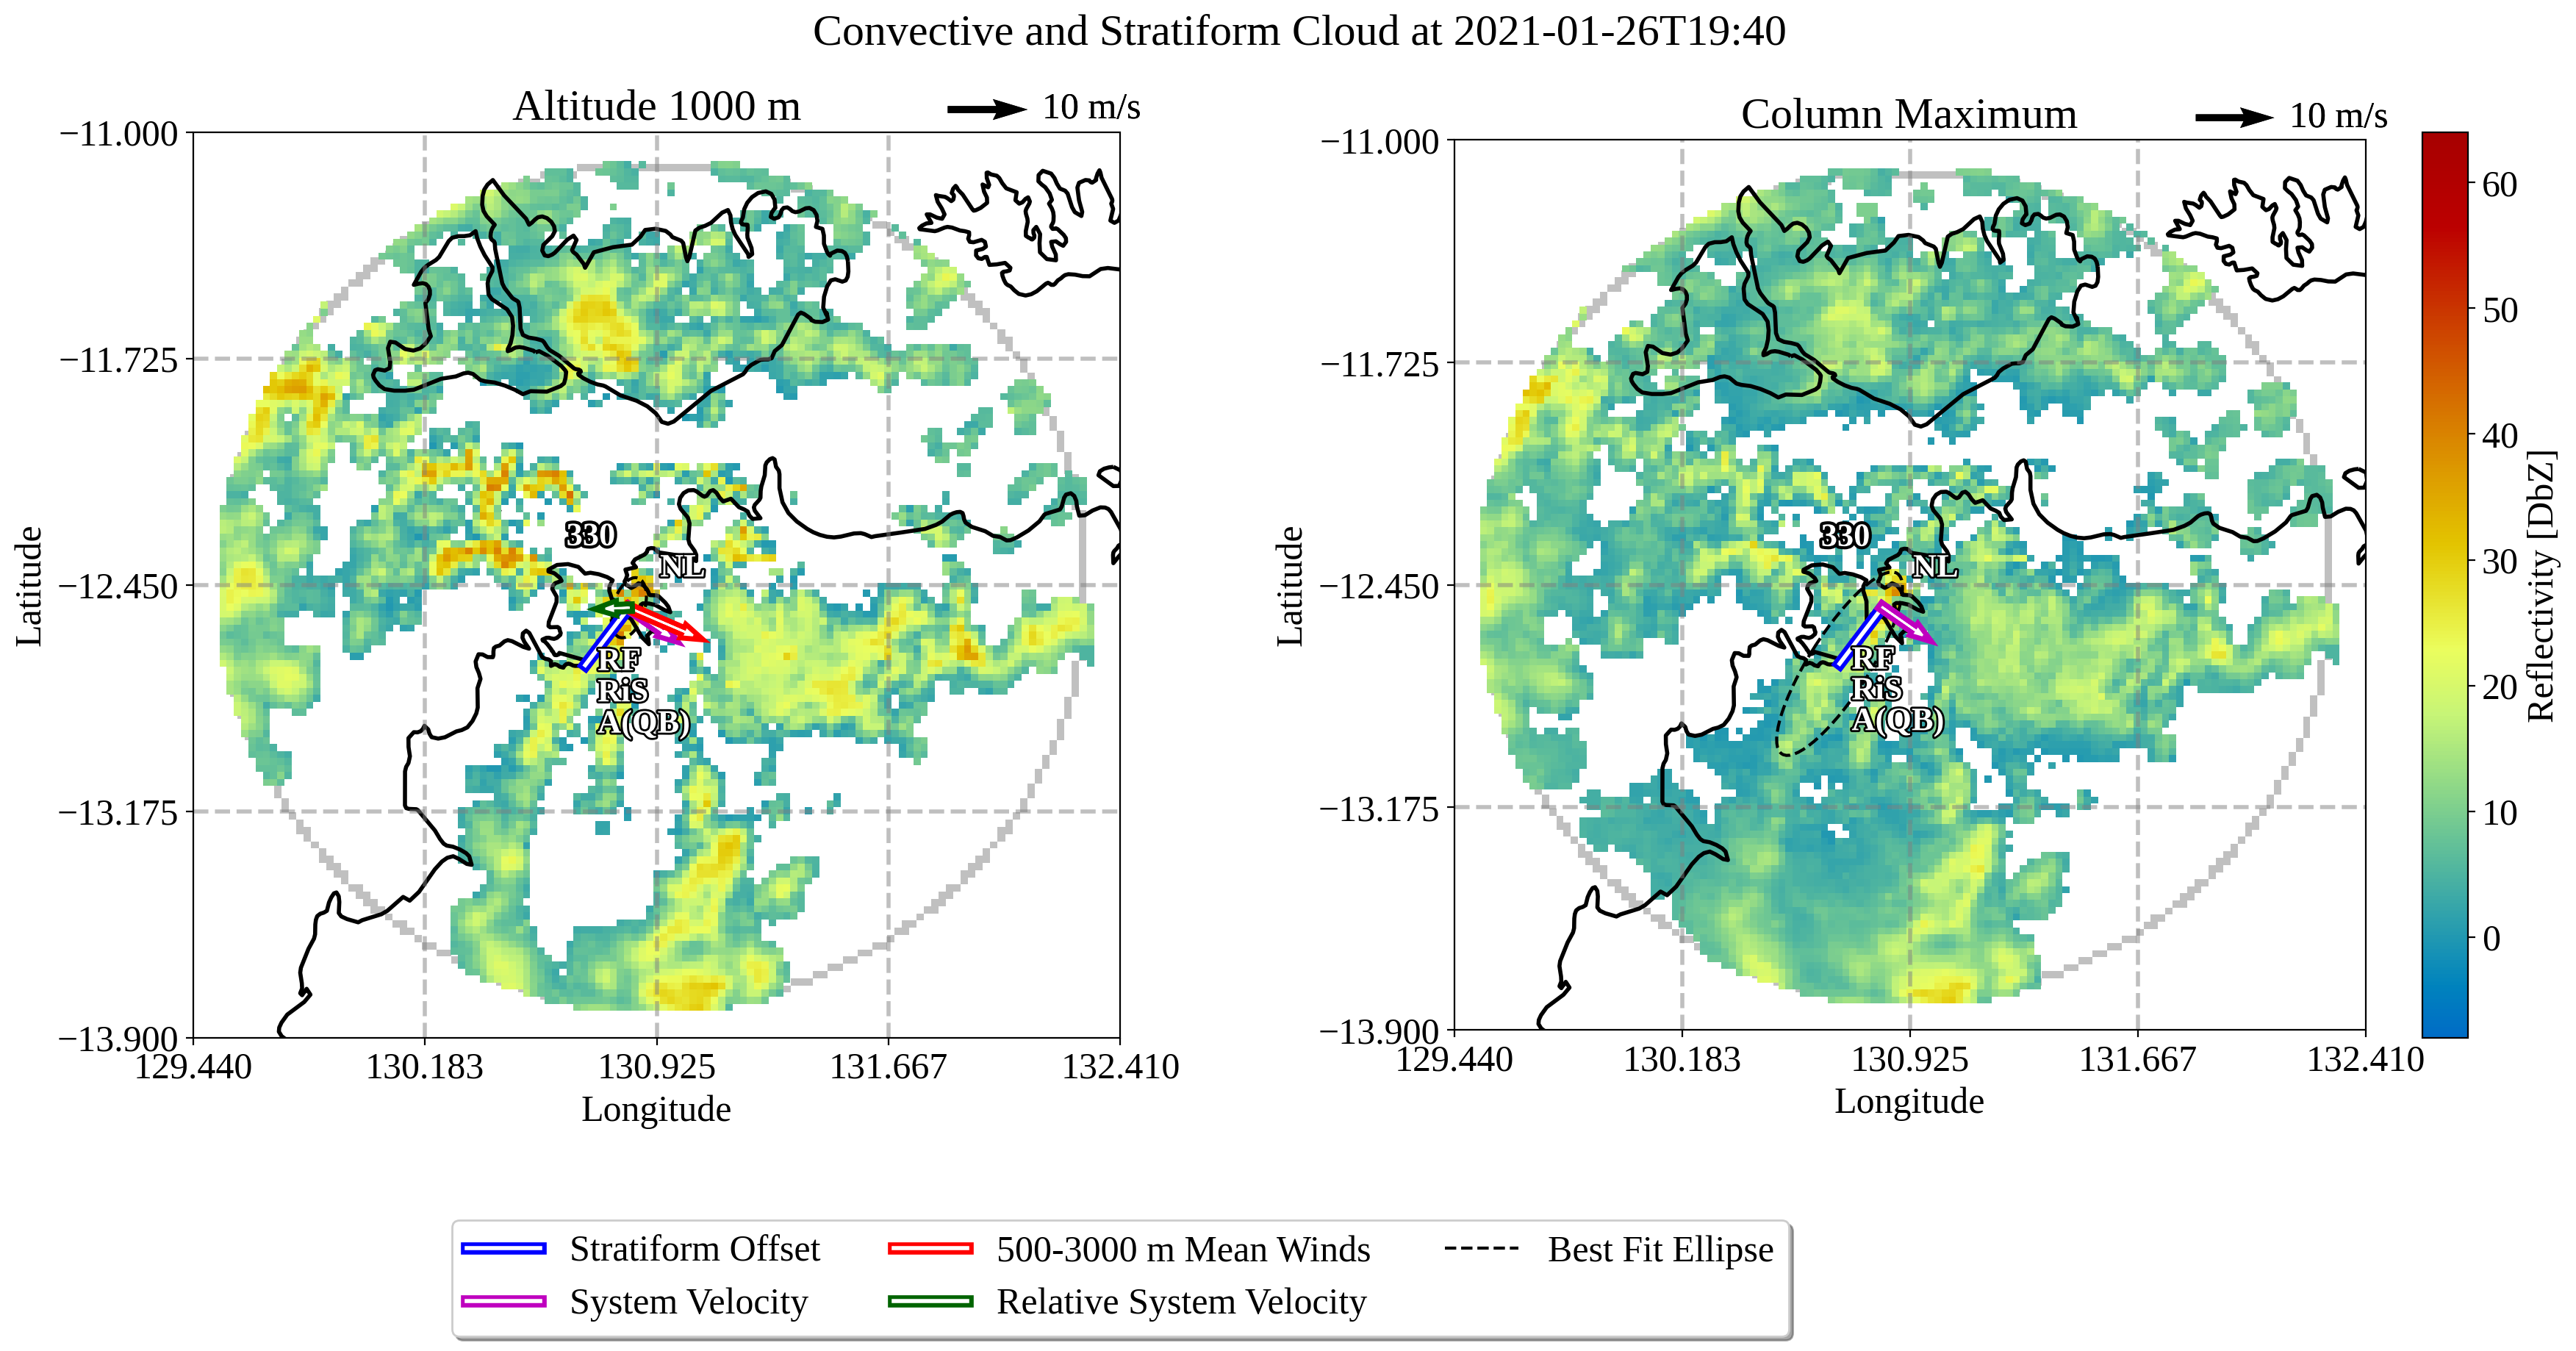 Convective and Stratiform Cloud at 2021-01-26T19:40
Altitude 1000 m
10 m/s
−11.000
−11.725
−12.450
−13.175
−13.900
Latitude
129.440
130.183
130.925
131.667
132.410
Longitude
330
NL
RF
RiS
A(QB)
Column Maximum
10 m/s
−11.000
−11.725
−12.450
−13.175
−13.900
Latitude
129.440
130.183
130.925
131.667
132.410
Longitude
330
NL
RF
RiS
A(QB)
60
50
40
30
20
10
0
Reflectivity [DbZ]
Stratiform Offset
System Velocity
500-3000 m Mean Winds
Relative System Velocity
Best Fit Ellipse